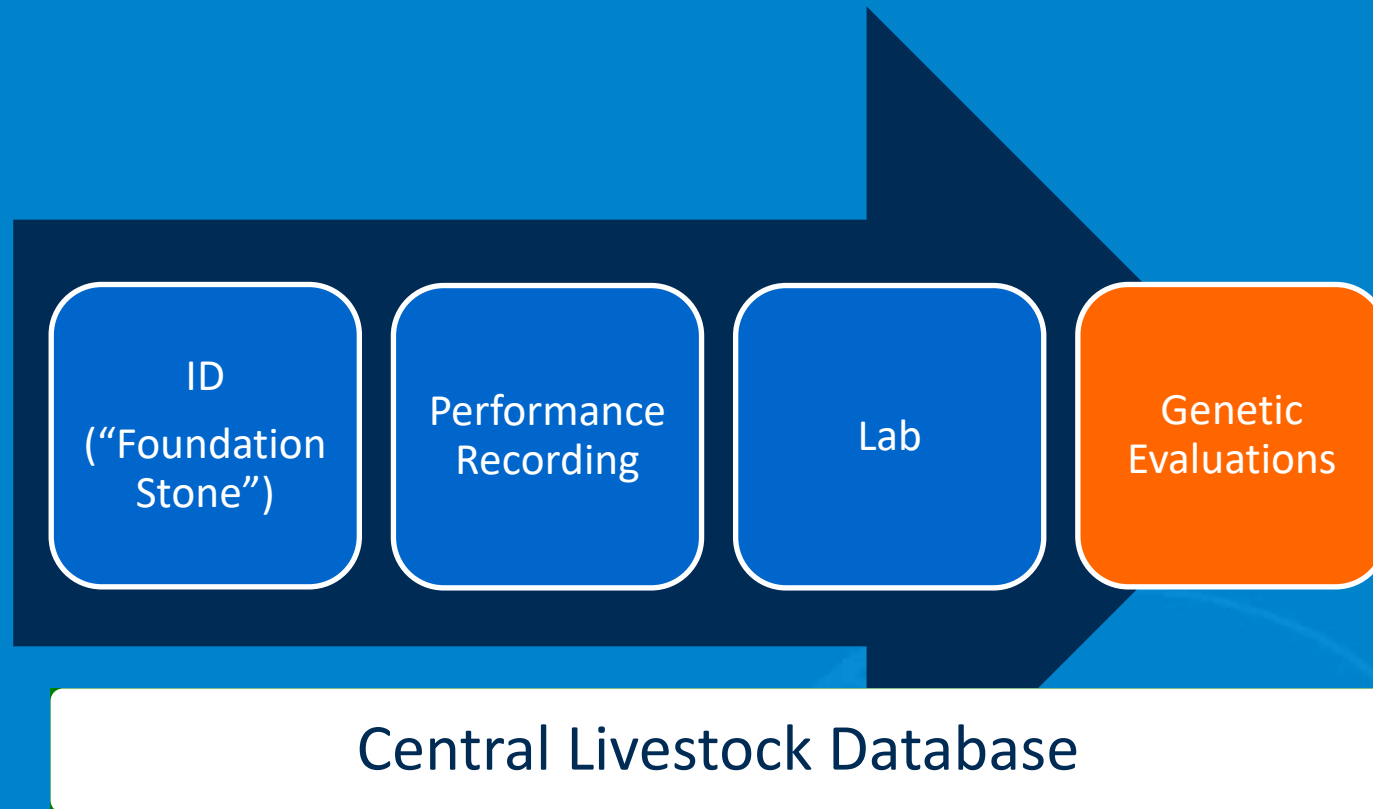 ID
(“Foundation
Stone”)
Performance
Recording
Lab
Genetic
Evaluations
Central Livestock Database